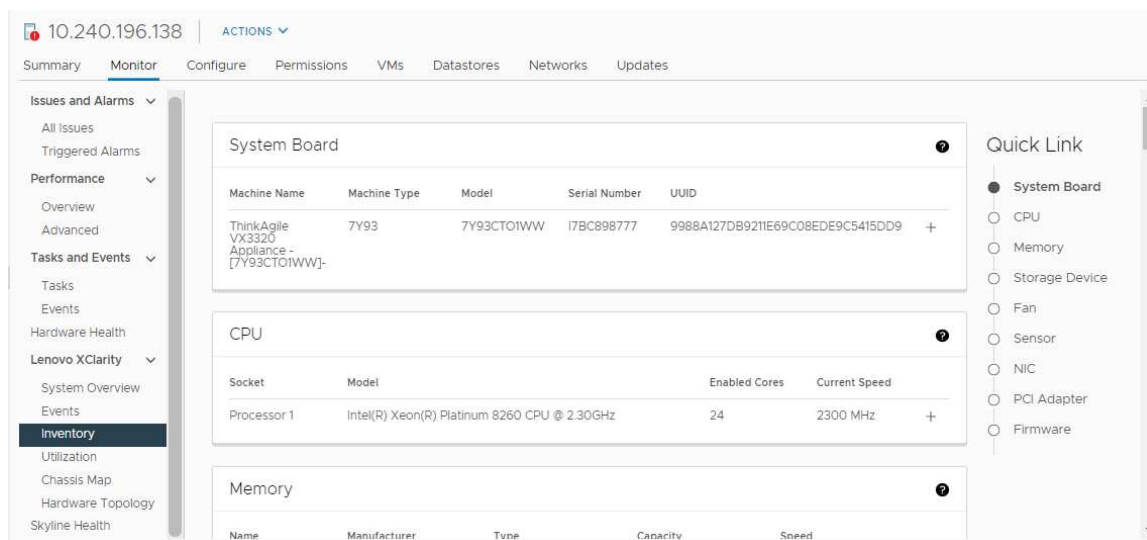 10.240.196.138 ACTIONS
Summary Monitor Configure Permissions VMs Datastores Networks Updates
Issues and Alarms
All Issues
Triggered Alarms
Performance
Overview
Advanced
Tasks and Events
Tasks
Events
Hardware Health
Lenovo XClarity
System Overview
Events
Inventory
Utilization
Chassis Map
Hardware Topology
Skyline Health
System Board
Machine Name Machine Type Model Serial Number UUID
ThinkAgile 7Y93 7Y93CTO1WW I7BC898777 9988A127DB9211E69C08EDE9C5415DD9 +
VX3320
Appliance -
[7Y93CTO1WW]-
CPU
Socket Model Enabled Cores Current Speed
Processor 1 Intel(R) Xeon(R) Platinum 8260 CPU @ 2.30GHz 24 2300 MHz +
Memory
Name Manufacturer Type Capacity Speed
Quick Link
System Board
CPU
Memory
Storage Device
Fan
Sensor
NIC
PCI Adapter
Firmware